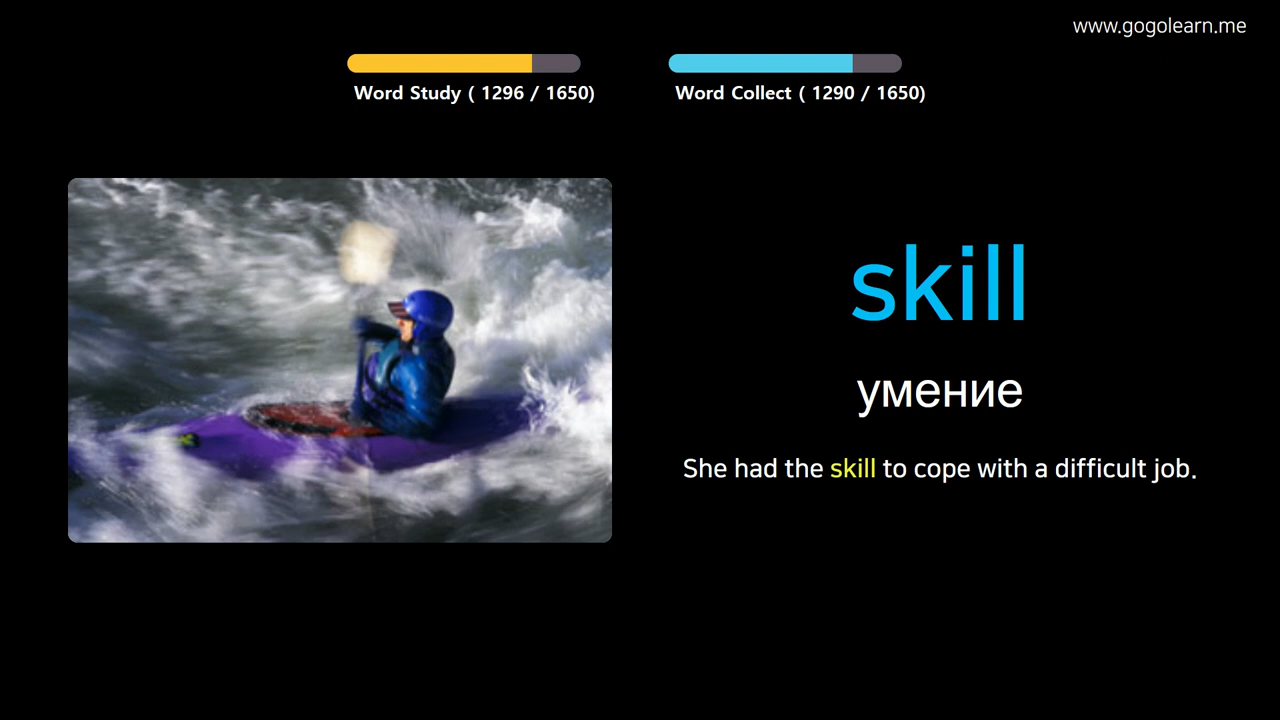 www.gogolearn.me
Word Study ( 1296 / 1650)
Word Collect ( 1290 / 1650)
skill
умение
She had the skill to cope with a difficult job.